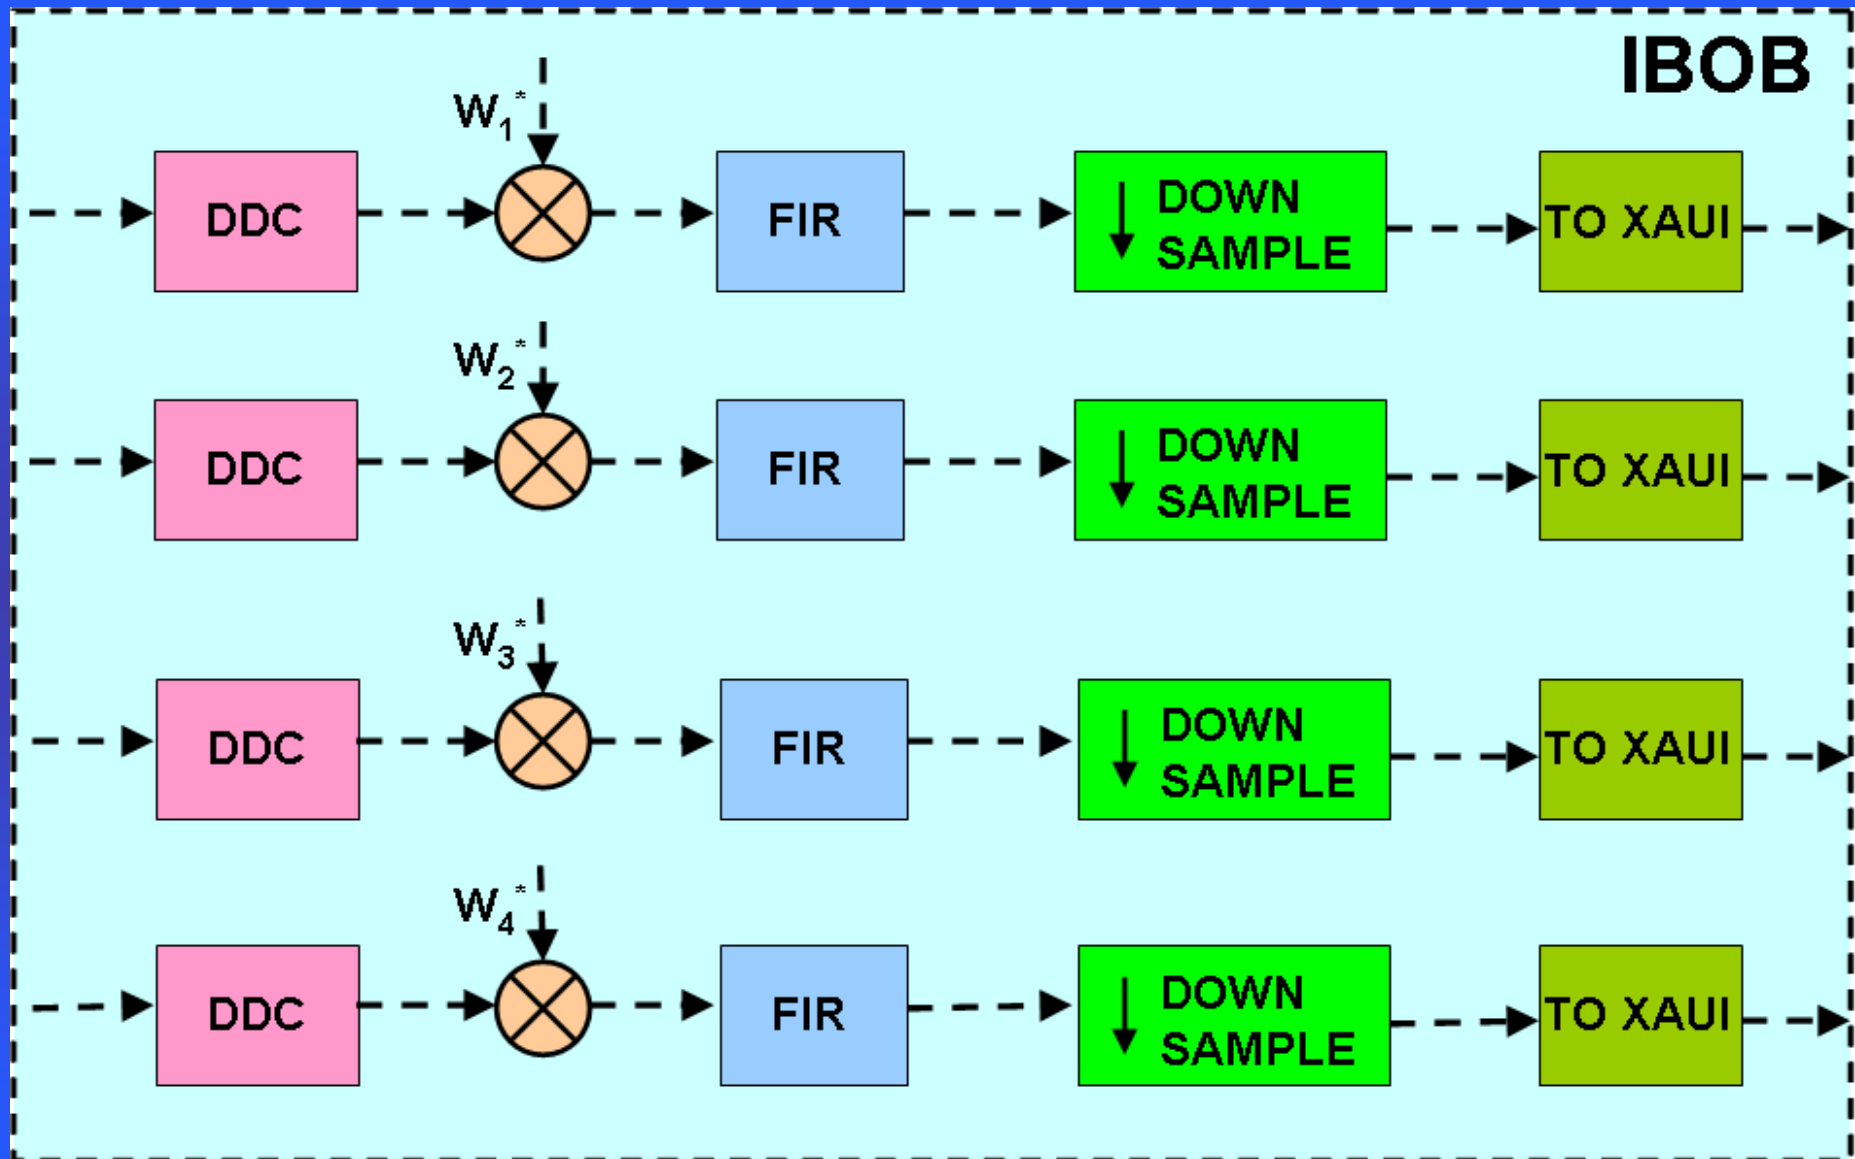 IBOB
W1*
DDC
FIR
DOWN
SAMPLE
TO XAUI
W2*
DDC
FIR
DOWN
SAMPLE
TO XAUI
W3*
DDC
FIR
DOWN
SAMPLE
TO XAUI
W4*
DDC
FIR
DOWN
SAMPLE
TO XAUI